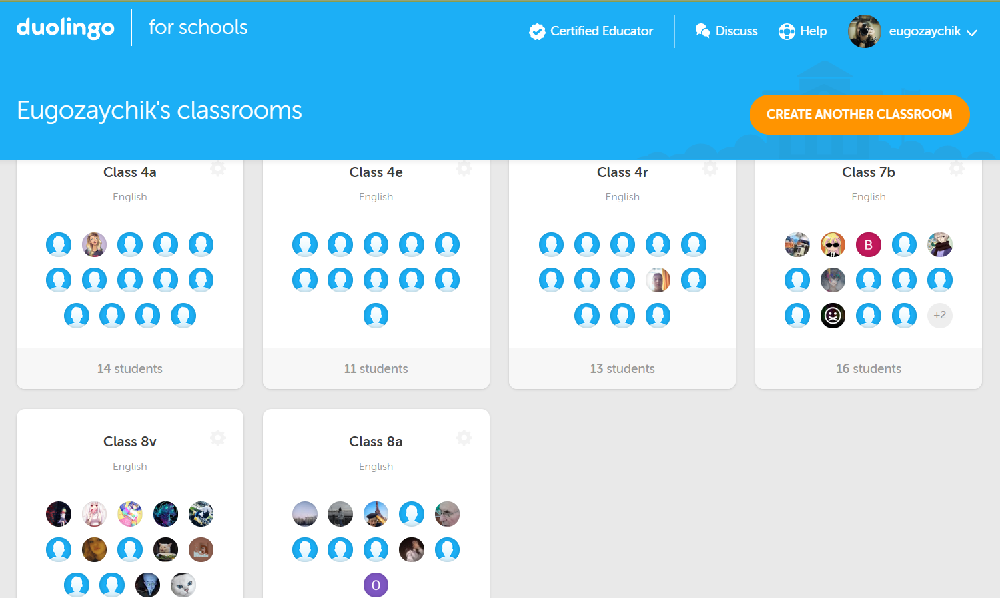 duolingo for schools
Certified Educator
Discuss
Help
eugozaychik
Eugozaychik's classrooms
CREATE ANOTHER CLASSROOM
Class 4a
English
14 students
Class 4e
English
11 students
Class 4r
English
13 students
Class 7b
English
B
+2
16 students
Class 8v
English
Class 8a
English
O